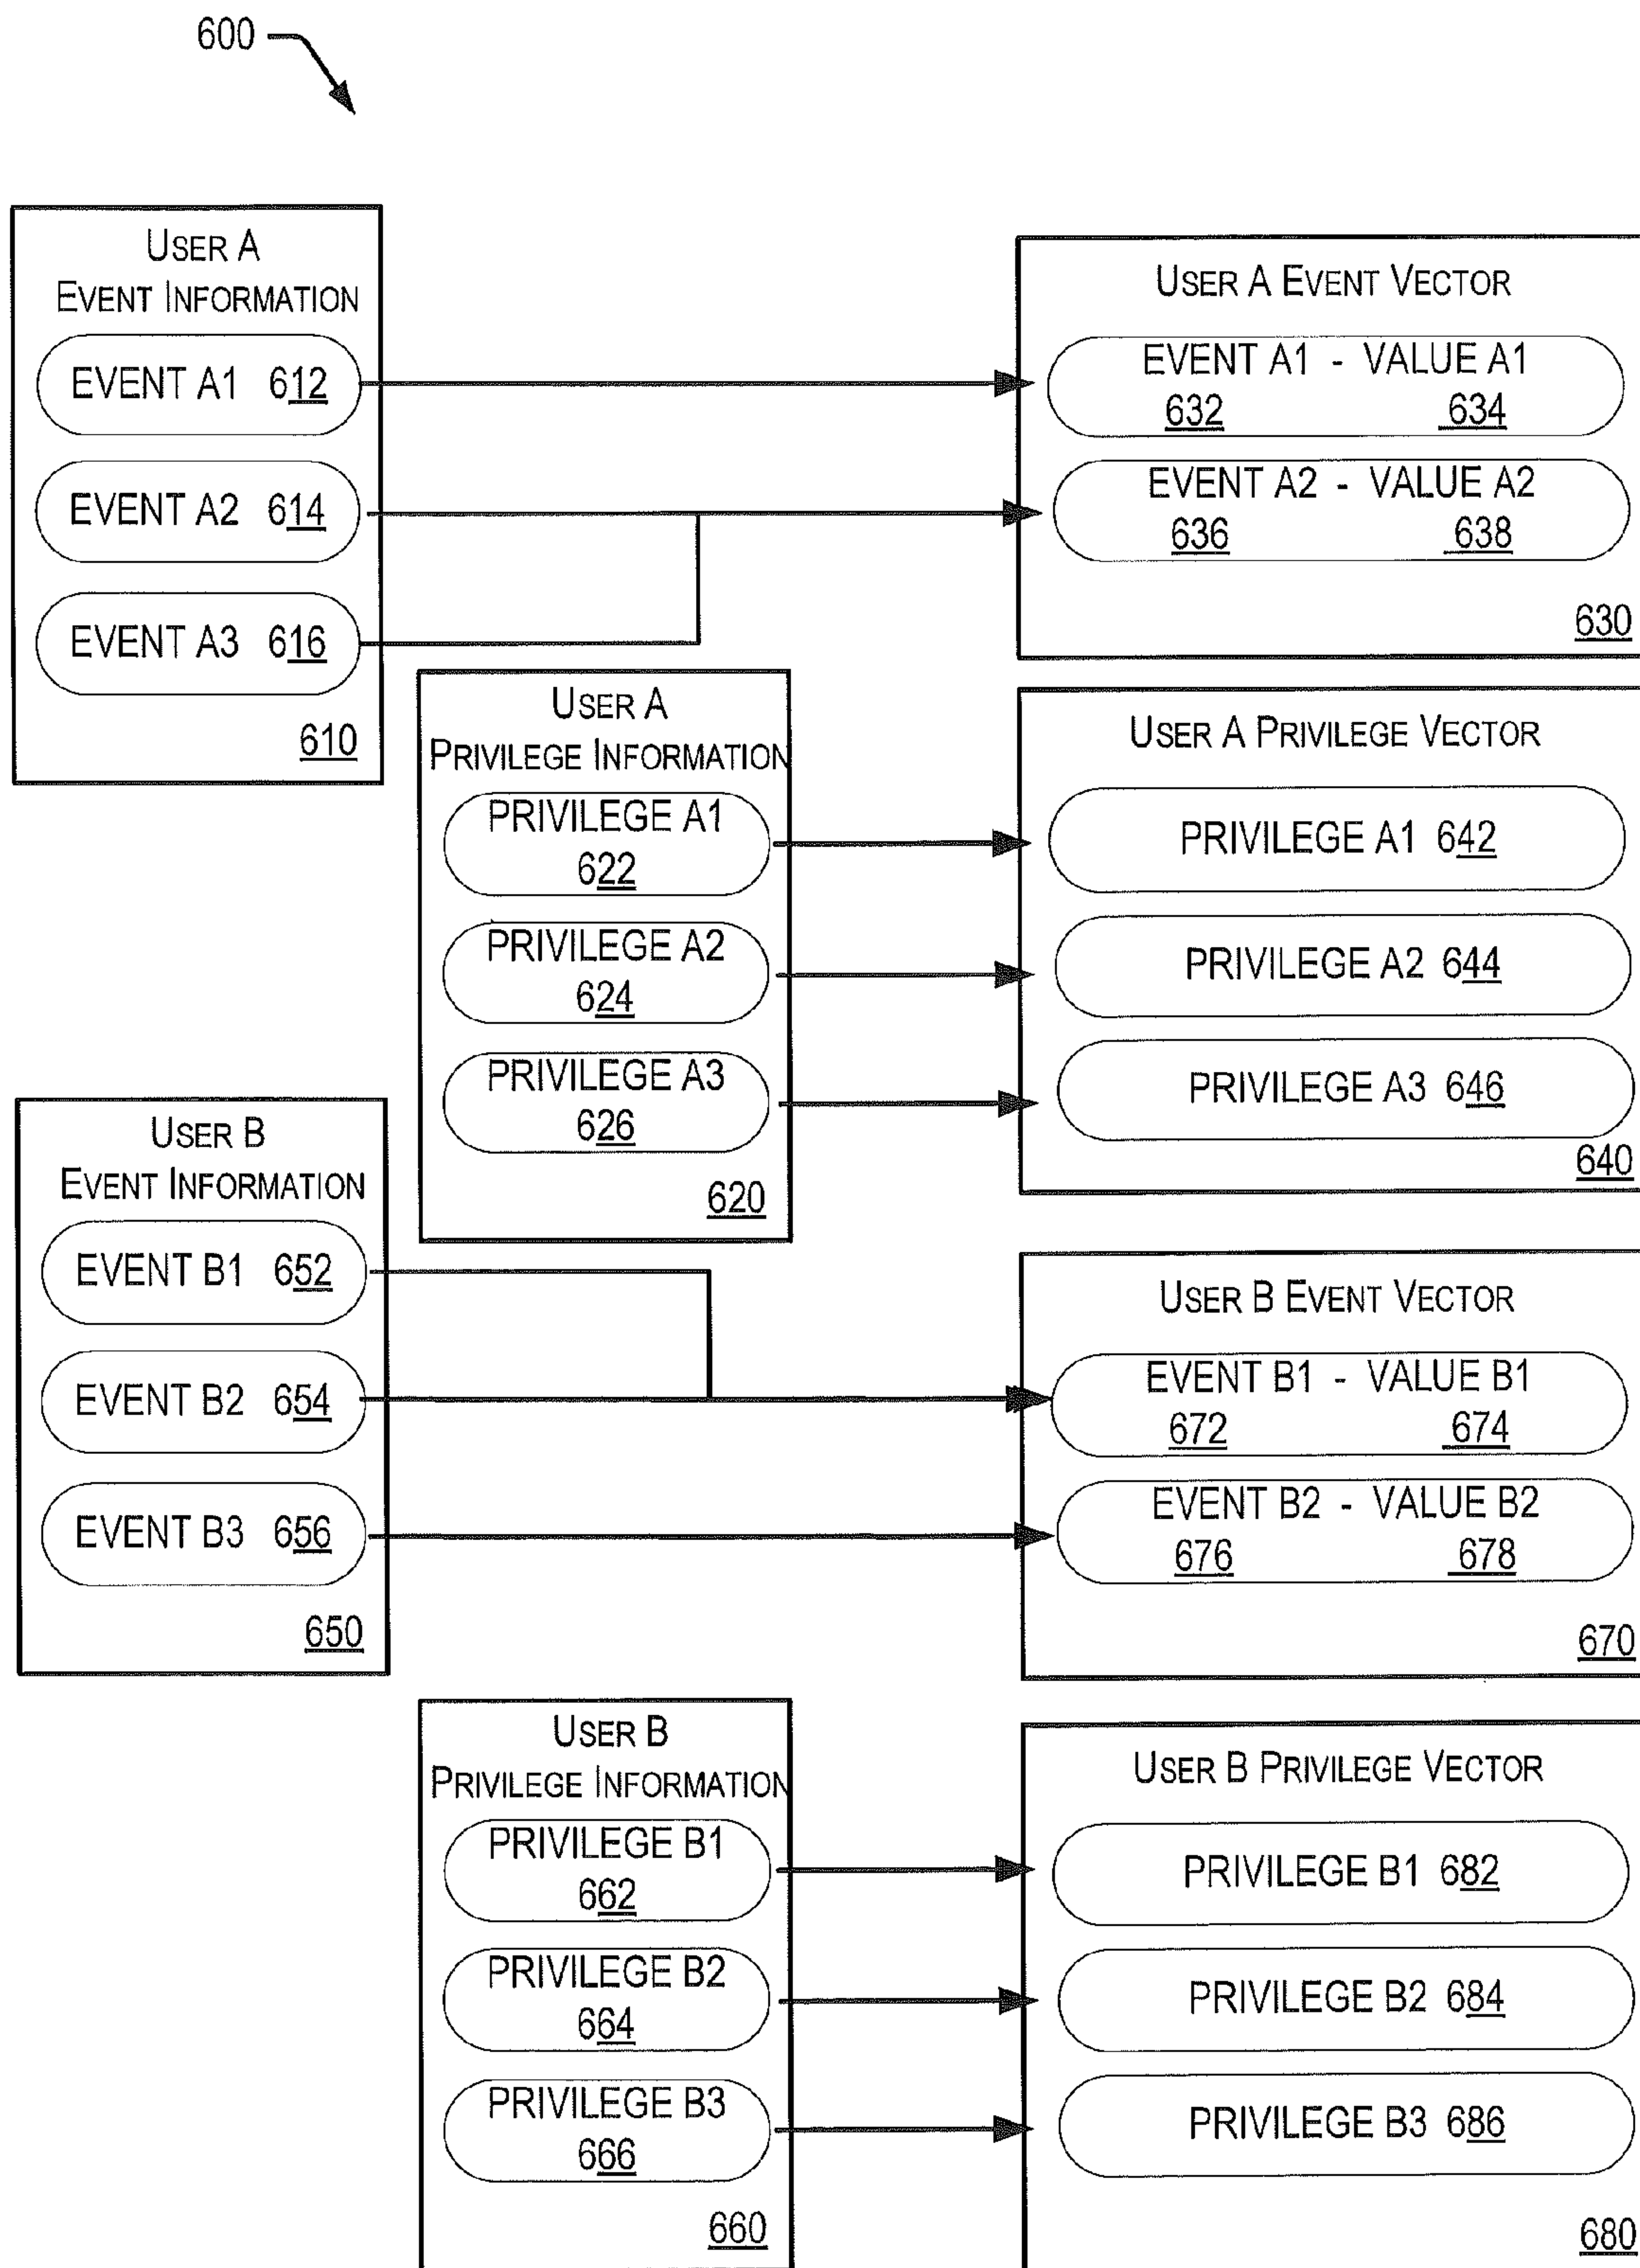 600
USER A
EVENT INFORMATION
EVENT A1 612
EVENT A2 614
EVENT A3 616
610
USER A EVENT VECTOR
EVENT A1 - VALUE A1
632 634
EVENT A2 - VALUE A2
636 638
630
USER A
PRIVILEGE INFORMATION
PRIVILEGE A1
622
PRIVILEGE A2
624
PRIVILEGE A3
626
620
USER A PRIVILEGE VECTOR
PRIVILEGE A1 642
PRIVILEGE A2 644
PRIVILEGE A3 646
640
USER B
EVENT INFORMATION
EVENT B1 652
EVENT B2 654
EVENT B3 656
650
USER B EVENT VECTOR
EVENT B1 - VALUE B1
672 674
EVENT B2 - VALUE B2
676 678
670
USER B
PRIVILEGE INFORMATION
PRIVILEGE B1
662
PRIVILEGE B2
664
PRIVILEGE B3
666
660
USER B PRIVILEGE VECTOR
PRIVILEGE B1 682
PRIVILEGE B2 684
PRIVILEGE B3 686
680